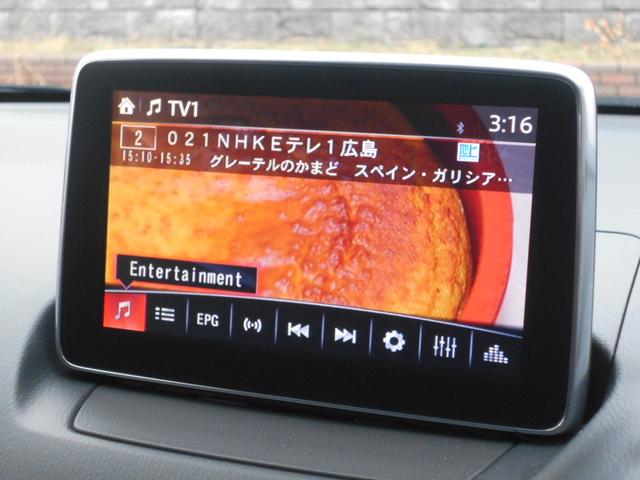 TV1
3:16
2 021NHKEテレ1広島
15:10-15:35 グレーテルのかまど スペイン・ガリシア…
Entertainment
EPG